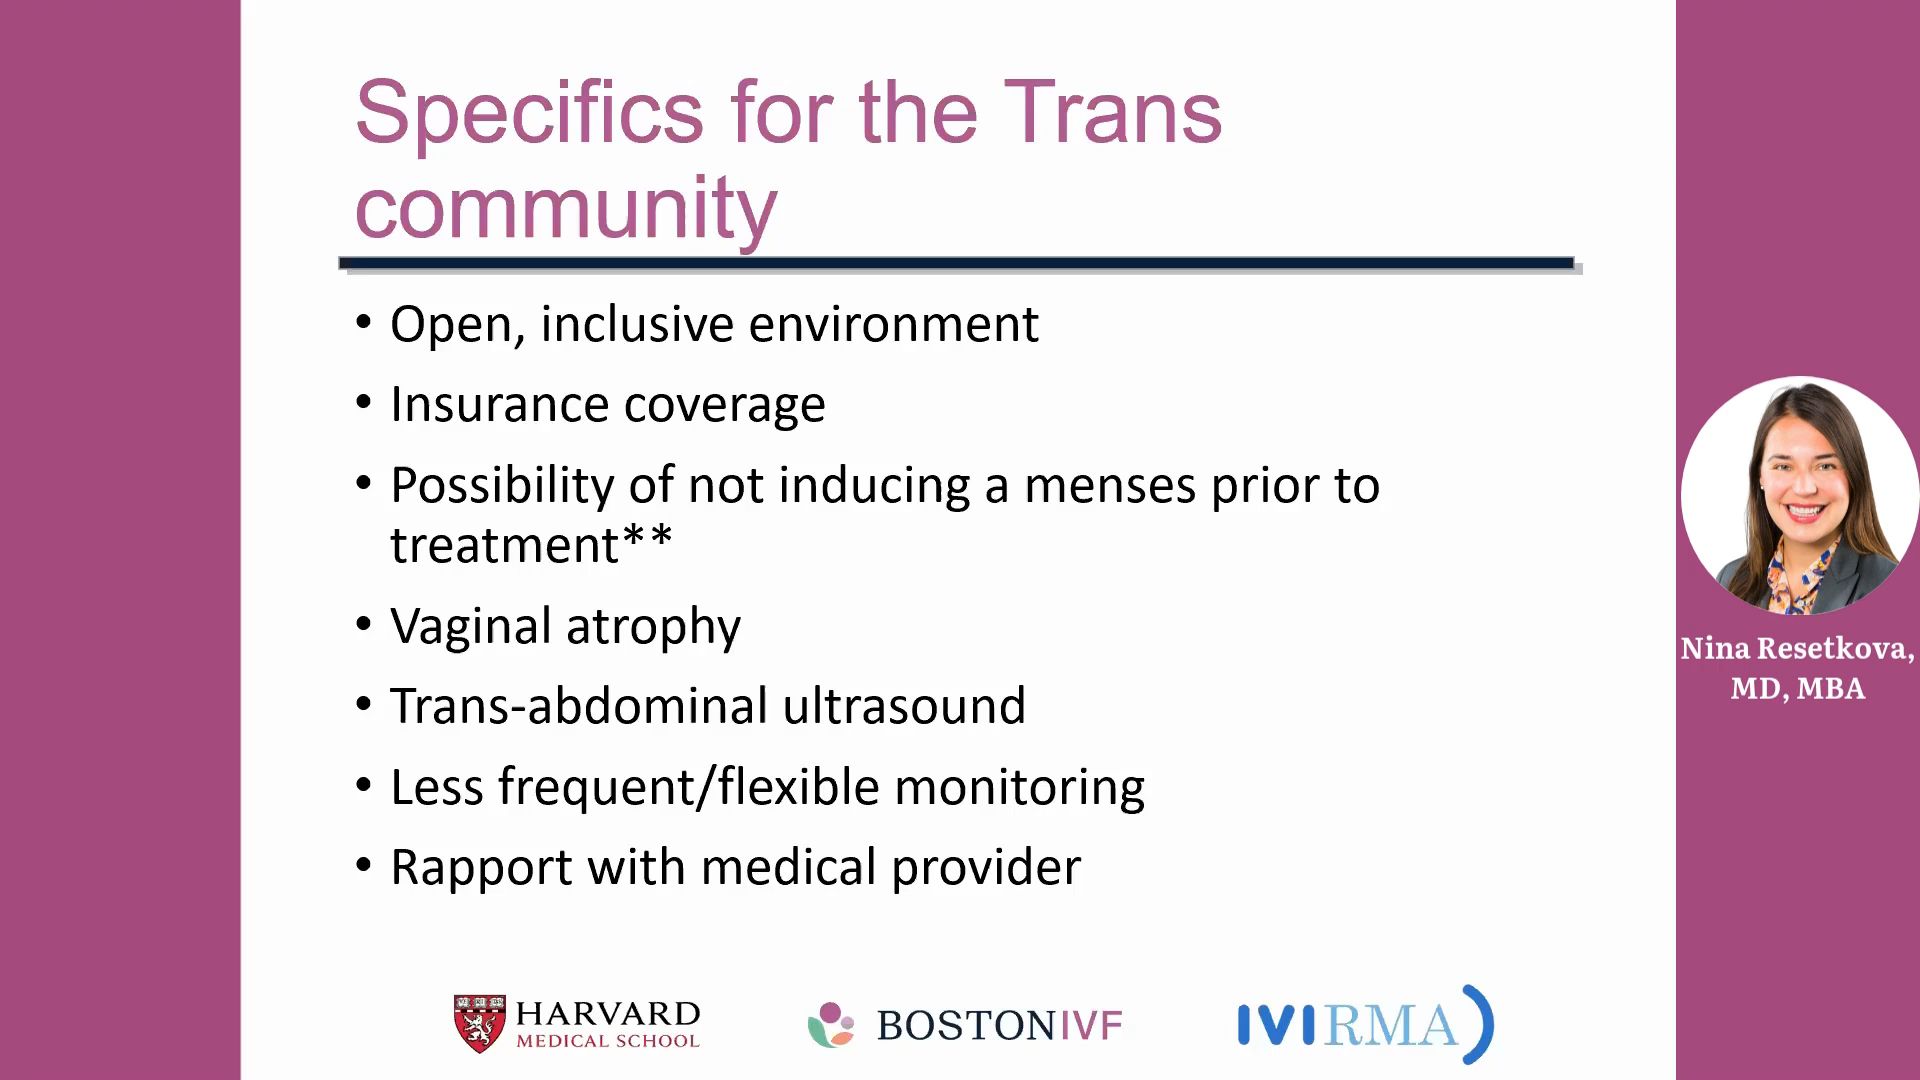 Specifics for the Trans
community
• Open, inclusive environment
• Insurance coverage
• Possibility of not inducing a menses prior to
treatment**
• Vaginal atrophy
• Trans-abdominal ultrasound
• Less frequent/flexible monitoring
• Rapport with medical provider
Nina Resetkova,
MD, MBA
HARVARD
MEDICAL SCHOOL
BOSTONIVF
IVIRMA